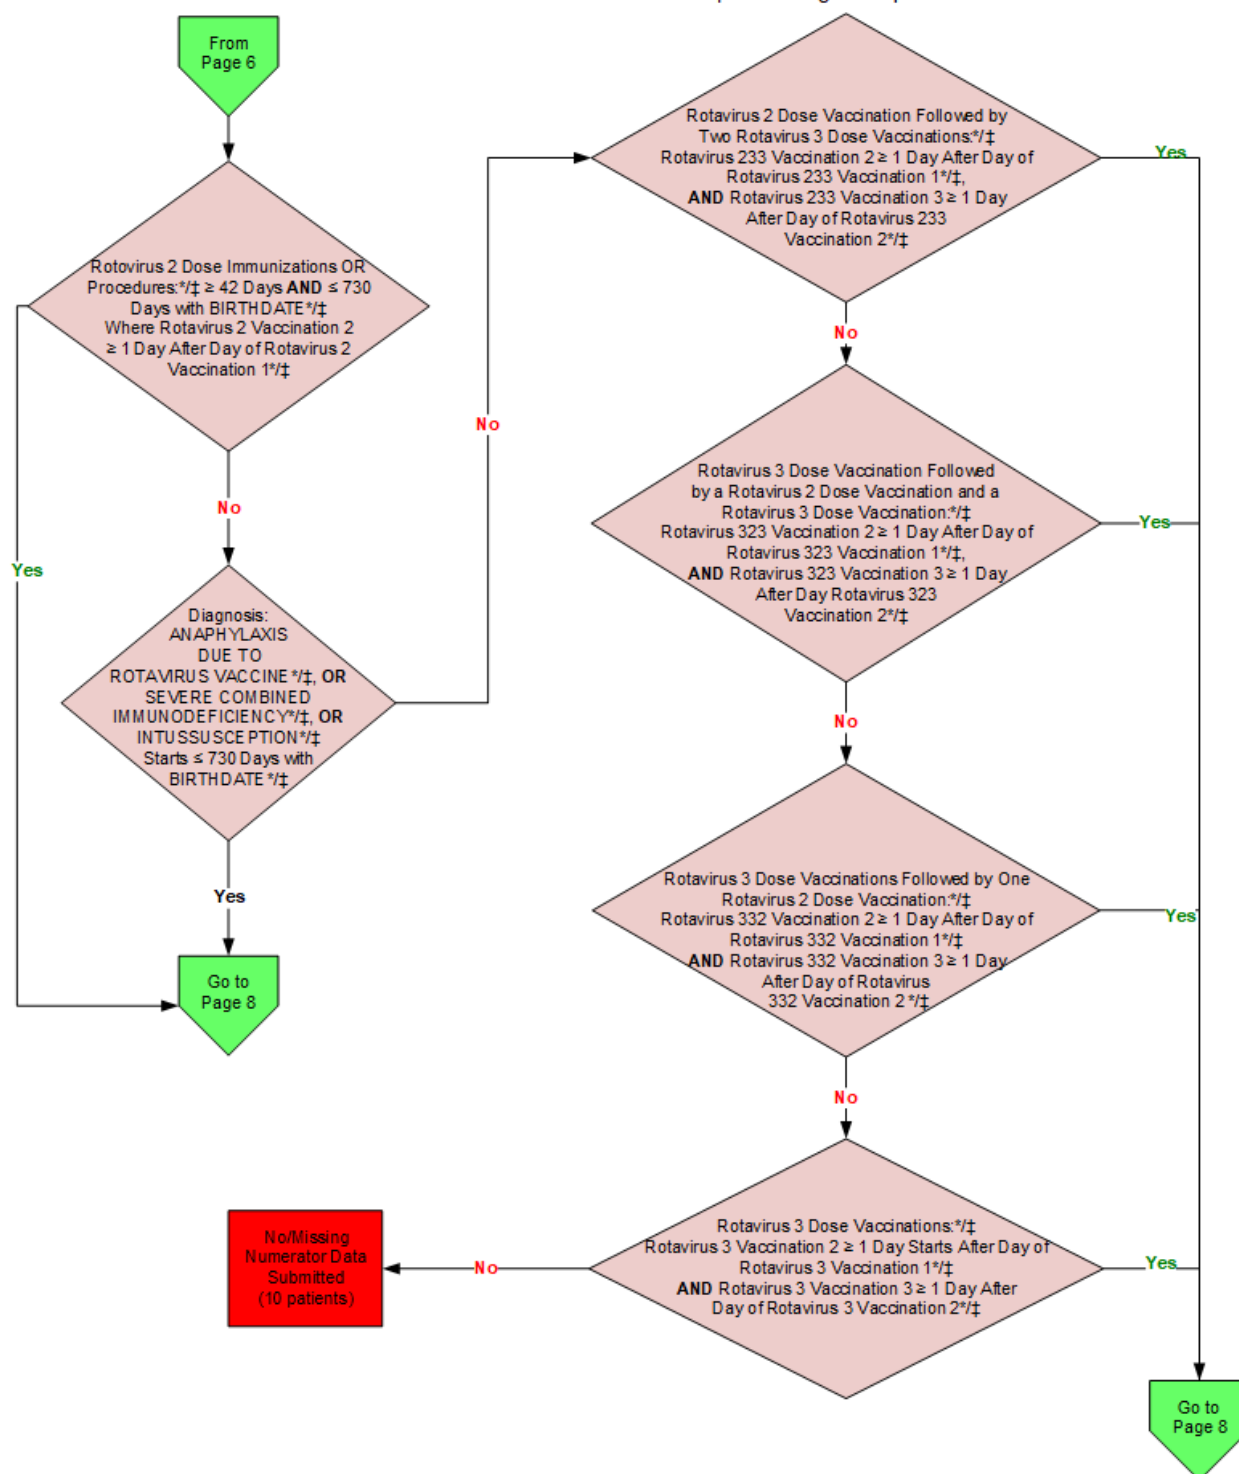 From
Page 6
Rotovirus 2 Dose Immunizations OR
Procedures:*/‡ ≥ 42 Days AND ≤ 730
Days with BIRTHDATE*/‡
Where Rotavirus 2 Vaccination 2
≥ 1 Day After Day of Rotavirus 2
Vaccination 1*/‡
No
Yes
Diagnosis:
ANAPHYLAXIS
DUE TO
ROTAVIRUS VACCINE*/‡, OR
SEVERE COMBINED
IMMUNODEFICIENCY*/‡, OR
INTUSSUSCEPTION*/‡
Starts ≤ 730 Days with
BIRTHDATE*/‡
Yes
Go to
Page 8
No
Rotavirus 2 Dose Vaccination Followed by
Two Rotavirus 3 Dose Vaccinations:*/‡
Rotavirus 233 Vaccination 2 ≥ 1 Day After Day of
Rotavirus 233 Vaccination 1*/‡,
AND Rotavirus 233 Vaccination 3 ≥ 1 Day
After Day of Rotavirus 233
Vaccination 2*/‡
Yes
No
Rotavirus 3 Dose Vaccination Followed
by a Rotavirus 2 Dose Vaccination and a
Rotavirus 3 Dose Vaccination:*/‡
Rotavirus 323 Vaccination 2 ≥ 1 Day After Day of
Rotavirus 323 Vaccination 1*/‡,
AND Rotavirus 323 Vaccination 3 ≥ 1 Day
After Day Rotavirus 323
Vaccination 2*/‡
Yes
No
Rotavirus 3 Dose Vaccinations Followed by One
Rotavirus 2 Dose Vaccination:*/‡
Rotavirus 332 Vaccination 2 ≥ 1 Day After Day of
Rotavirus 332 Vaccination 1*/‡
AND Rotavirus 332 Vaccination 3 ≥ 1 Day
After Day of Rotavirus
332 Vaccination 2 */‡
Yes
No
Rotavirus 3 Dose Vaccinations:*/‡
Rotavirus 3 Vaccination 2 ≥ 1 Day Starts After Day of
Rotavirus 3 Vaccination 1*/‡
AND Rotavirus 3 Vaccination 3 ≥ 1 Day After
Day of Rotavirus 3 Vaccination 2*/‡
Yes
No
No/Missing
Numerator Data
Submitted
(10 patients)
Go to
Page 8